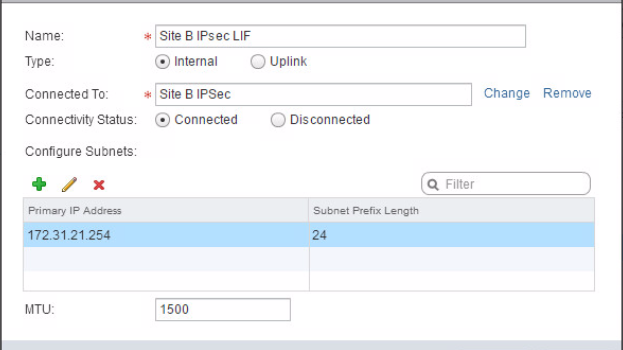 Name: * Site B IPsec LIF
Type: Internal Uplink
Connected To: * Site B IPSec Change Remove
Connectivity Status: Connected Disconnected
Configure Subnets:
Filter
Primary IP Address Subnet Prefix Length
172.31.21.254 24
MTU: 1500